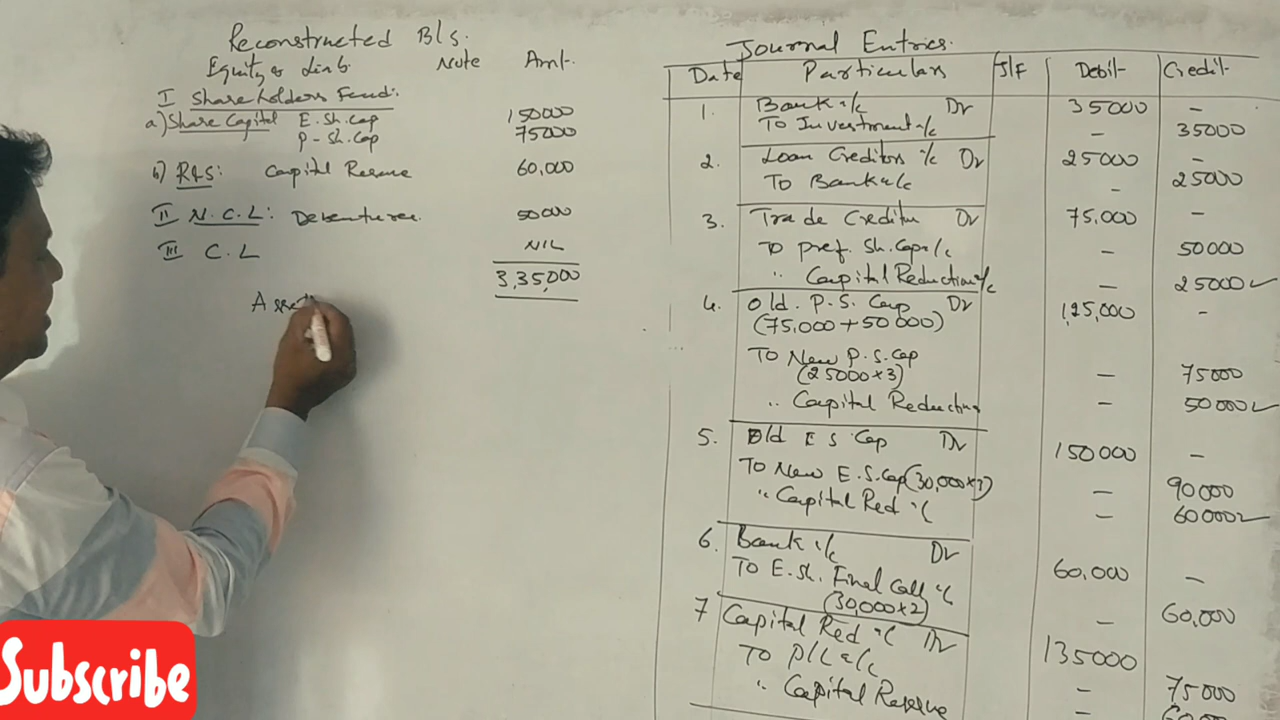 Reconstructed B/s.
Equity & Liab. Note Amt.
I Shareholders Fund:
a) Share Capital E. Sh. Cap 150000
P - Sh. Cap 75000
b) R&S: Capital Reserve 60,000
II N.C.L: Debentures. 50000
III C.L NIL
3,35,000
Asset
Journal Entries.
Date Particulars J/F Debit Credit
1. Bank a/c Dr 35000 -
To Investment a/c - 35000
2. Loan Creditors a/c Dr 25000 -
To Bank a/c - 25000
3. Trade Creditor Dr 75,000 -
To pref. Sh. Cap a/c - 50000
" Capital Reduction a/c - 25000
4. Old. P.S. Cap Dr 1,25,000 -
(75,000 + 50000)
To New P.S. Cap - 75000
(25000 x 3)
" Capital Reduction - 50000
5. Old E S Cap Dr 150000 -
To New E.S. Cap (30,000 x 3) - 90000
" Capital Red a/c - 60000
6. Bank a/c Dr 60,000 -
To E. Sh. Final Call a/c - 60,000
(30,000 x 2)
7 Capital Red a/c Dr 135000
To P/L a/c - 75000
" Capital Reserve -
Subscribe